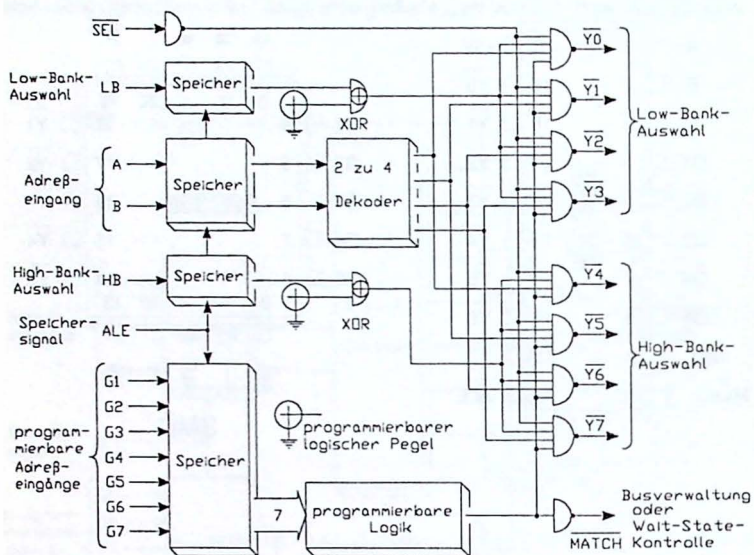 SEL
Low-Bank-
Auswahl
LB
Speicher
XOR
Adreβ-
eingang
A
B
Speicher
2 zu 4
Dekoder
High-Bank-
Auswahl
HB
Speicher
XOR
Speicher-
signal
ALE
program-
mierbare
Adreβ-
eingänge
G1
G2
G3
G4
G5
G6
G7
Speicher
programmierbarer
logischer Pegel
7
programmierbare
Logik
Y0
Y1
Y2
Y3
Low-Bank-
Auswahl
Y4
Y5
Y6
Y7
High-Bank-
Auswahl
MATCH
Busverwaltung
oder
Wait-State-
Kontrolle